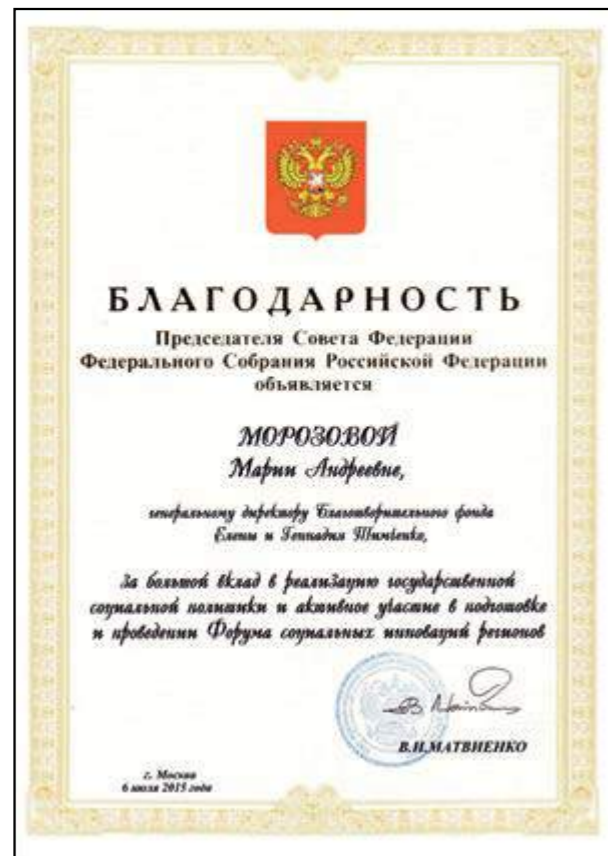 БЛАГОДАРНОСТЬ
Председателя Совета Федерации
Федерального Собрания Российской Федерации
объявляется
МОРОЗОВОЙ
Марии Андреевне,
генеральному директору Благотворительного фонда
Елены и Геннадия Тимченко,
за большой вклад в реализацию государственной
социальной политики и активное участие в подготовке
и проведении Форума социальных инноваций регионов
В.И.МАТВИЕНКО
г. Москва
6 июля 2015 года